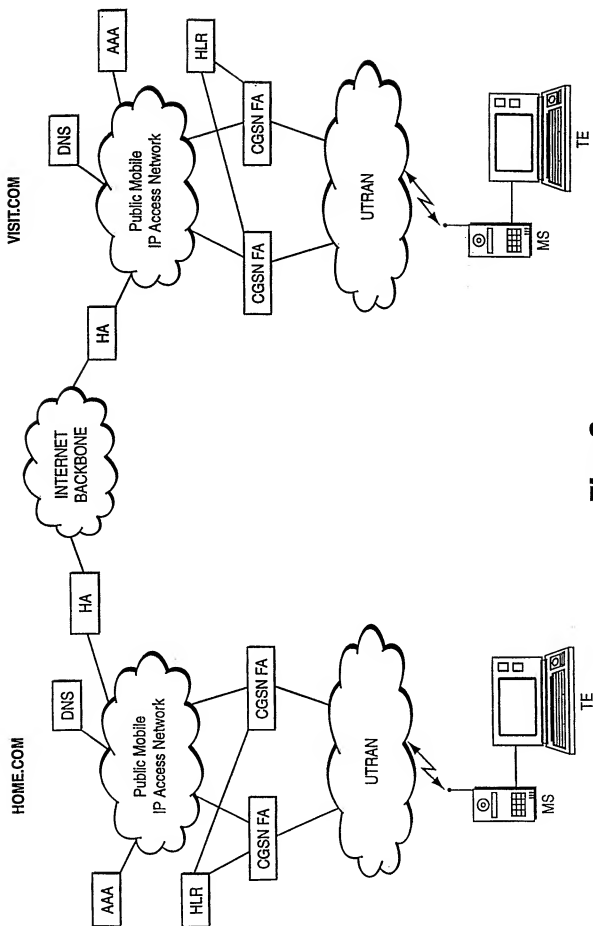 HOME.COM
VISIT.COM
INTERNET
BACKBONE
HA
HA
AAA
DNS
Public Mobile
IP Access Network
HLR
CGSN FA
CGSN FA
UTRAN
MS
TE
DNS
AAA
Public Mobile
IP Access Network
HLR
CGSN FA
CGSN FA
UTRAN
MS
TE